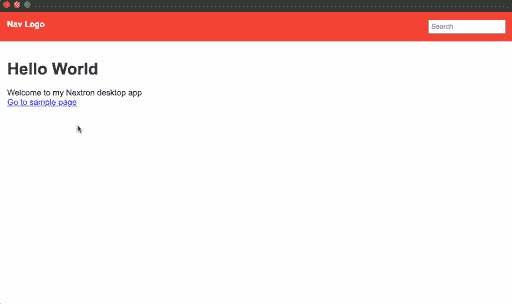 Nav Logo
Search
Hello World
Welcome to my Nextron desktop app
Go to sample page